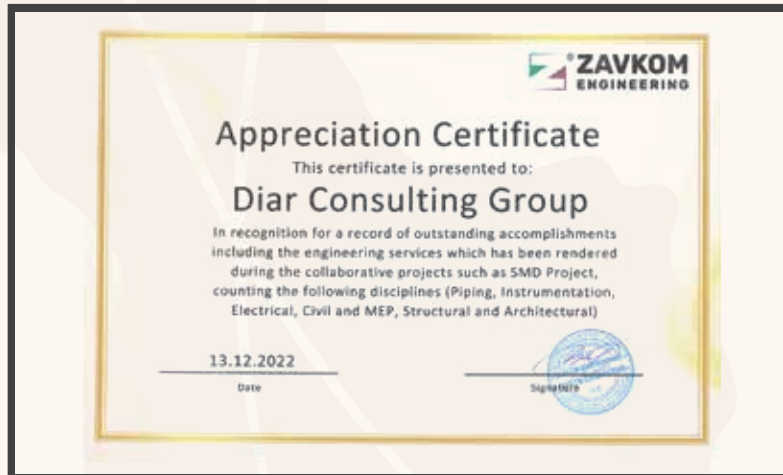 ZAVKOM
ENGINEERING
Appreciation Certificate
This certificate is presented to:
Diar Consulting Group
In recognition for a record of outstanding accomplishments
including the engineering services which has been rendered
during the collaborative projects such as SMD Project,
counting the following disciplines (Piping, Instrumentation,
Electrical, Civil and MEP, Structural and Architectural)
13.12.2022
Date
Signature